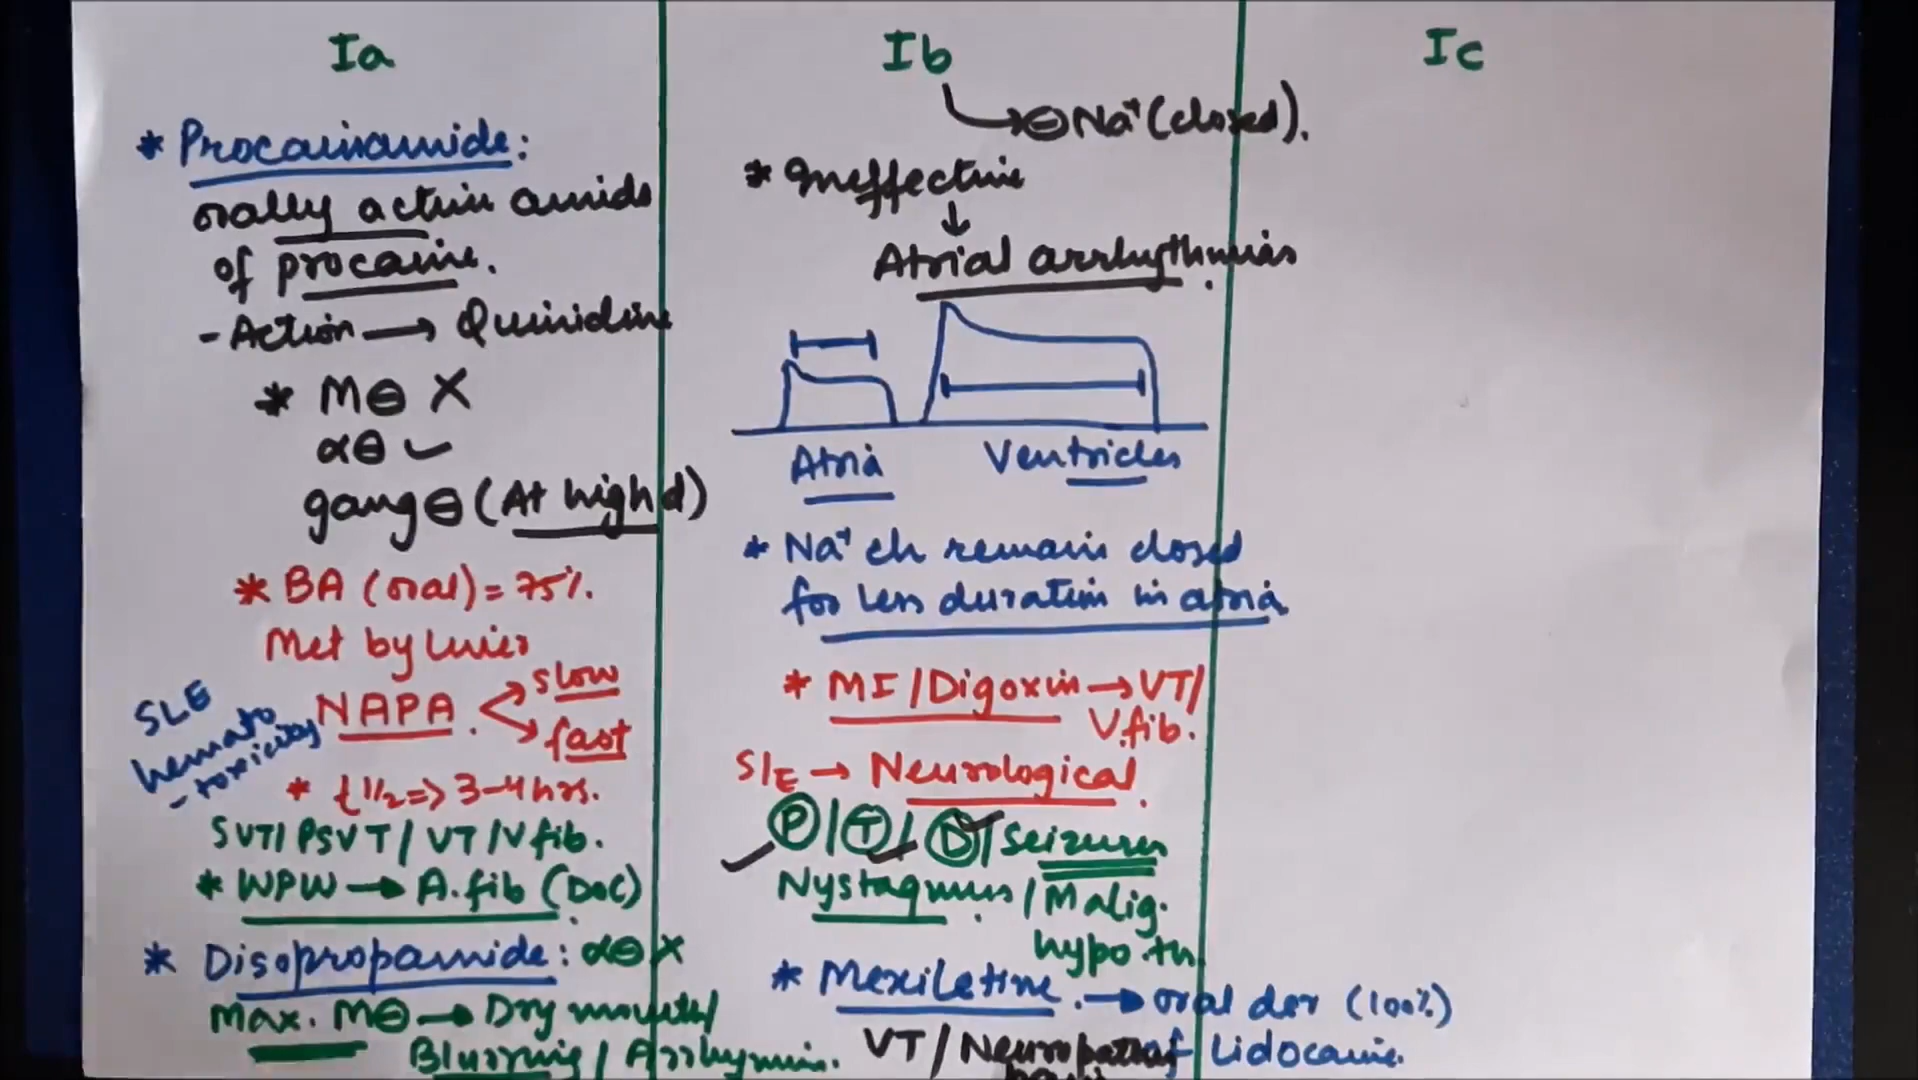 Ia
* Procainamide:
orally active amide
of procaine.
- Action → Quinidine
* M⊖ X
α⊖ ✓
gang⊖ (At high d)
* BA (oral) = 75%.
Met by liver
NAPA. < slow
fast
SLE
hemato
-toxicity
* t1/2 => 3-4 hrs.
SVT/ PSVT / VT / V fib.
* WPW → A. fib (DOC)
* Disopropamide: α⊖ X
Max. M⊖ → Dry mouth/
Blurring / Arrhymin.
Ib
→ ⊖ Na+ (closed).
* Ineffective
↓
Atrial arrhythmias.
Atria
Ventricles
* Na+ ch remain closed
for less duration in atria
* MI / Digoxin → VT/
V.fib.
S/E → Neurological.
P / T / D / Seizures
Nystagmus / Malig.
hypo.th
* Mexiletine. → oral der (100%)
of Lidocaine.
VT / Neuropathic
Ic